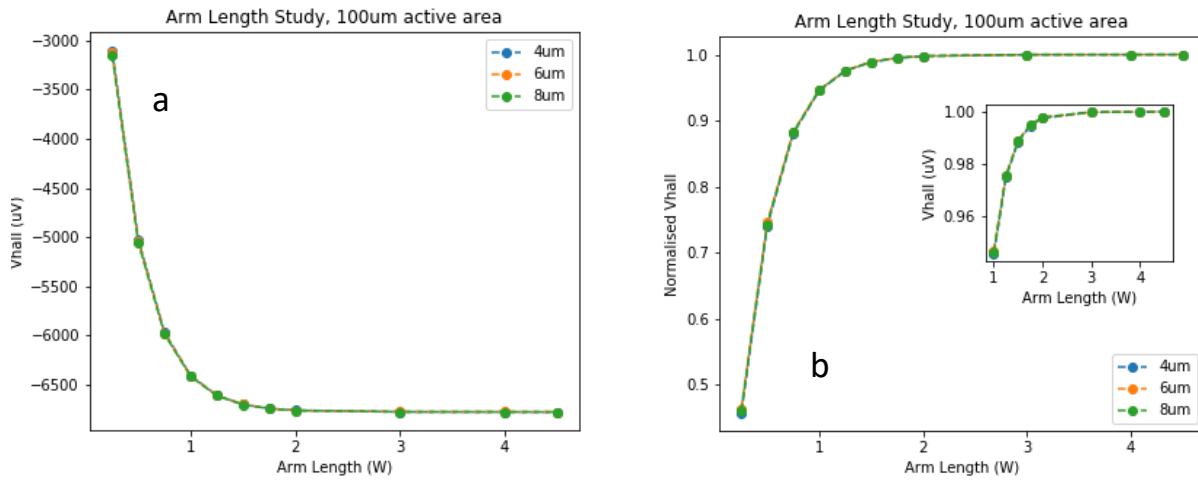 Arm Length Study, 100um active area
−3000
−3500
−4000
−4500
−5000
−5500
−6000
−6500
Vhall (uV)
a
4um
6um
8um
1
2
3
4
Arm Length (W)
Arm Length Study, 100um active area
1.0
0.9
0.8
0.7
0.6
0.5
Normalised Vhall
1.00
0.98
0.96
Vhall (uV)
1
2
3
4
Arm Length (W)
b
4um
6um
8um
1
2
3
4
Arm Length (W)